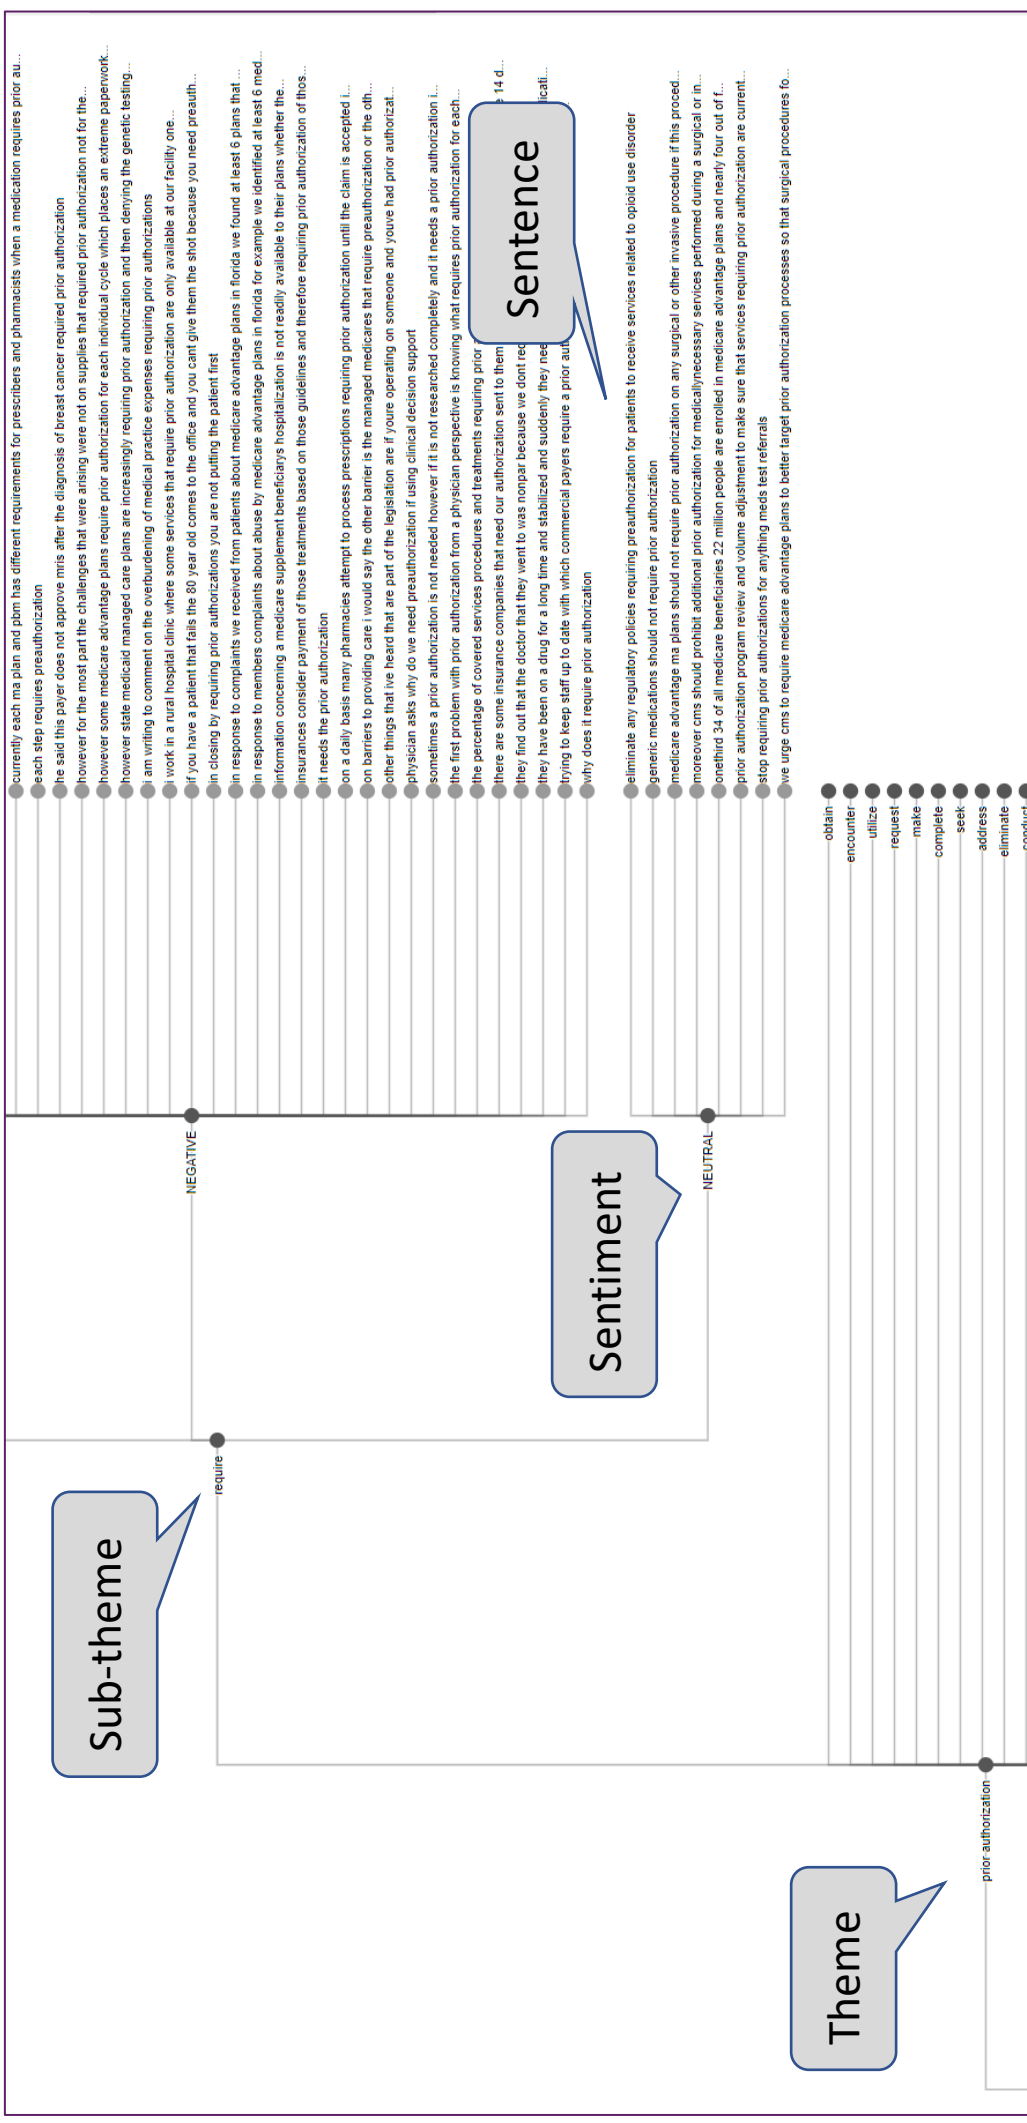 currently each ma plan and pbm has different requirements for prescribers and pharmacists when a medication requires prior au...
each step requires preauthorization
he said this payer does not approve mris after the diagnosis of breast cancer required prior authorization
however for the most part the challenges that were arising were not on supplies that required prior authorization not for the...
however some medicare advantage plans require prior authorization for each individual cycle which places an extreme paperwork...
however state medicaid managed care plans are increasingly requiring prior authorization and then denying the genetic testing...
i am writing to comment on the overburdening of medical practice expenses requiring prior authorizations
i work in a rural hospital clinic where some services that require prior authorization are only available at our facility one...
if you have a patient that fails the 80 year old comes to the office and you cant give them the shot because you need preauth...
in closing by requiring prior authorizations you are not putting the patient first
in response to complaints we received from patients about medicare advantage plans in florida we found at least 6 plans that ...
in response to members complaints about abuse by medicare advantage plans in florida for example we identified at least 6 med...
information concerning a medicare supplement beneficiarys hospitalization is not readily available to their plans whether the...
insurances consider payment of those treatments based on those guidelines and therefore requiring prior authorization of thos...
it needs the prior authorization
on a daily basis many pharmacies attempt to process prescriptions requiring prior authorization until the claim is accepted i...
on barriers to providing care i would say the other barrier is the managed medicares that require preauthorization or the oth...
other things that ive heard that are part of the legislation are if youre operating on someone and youve had prior authorizat...
physician asks why do we need preauthorization if using clinical decision support
sometimes a prior authorization is not needed however if it is not researched completely and it needs a prior authorization i...
the first problem with prior authorization from a physician perspective is knowing what requires prior authorization for each...
the percentage of covered services procedures and treatments requiring prior
there are some insurance companies that need our authorization sent to them 14 d...
they find out that the doctor that they went to was nonpar because we dont
they have been on a drug for a long time and stabilized and suddenly they
trying to keep staff up to date with which commercial payers require a prior
why does it require prior authorization
eliminate any regulatory policies requiring preauthorization for patients to receive services related to opioid use disorder
generic medications should not require prior authorization
medicare advantage ma plans should not require prior authorization on any surgical or other invasive procedure if this proced...
moreover cms should prohibit additional prior authorization for medicallynecessary services performed during a surgical or in...
onethird 34 of all medicare beneficiaries 22 million people are enrolled in medicare advantage plans and nearly four out of f...
prior authorization program review and volume adjustment to make sure that services requiring prior authorization are current...
stop requiring prior authorizations for anything meds test referrals
we urge cms to require medicare advantage plans to better target prior authorization processes so that surgical procedures fo...
obtain
encounter
utilize
request
make
complete
seek
address
eliminate
conduct
NEGATIVE
NEUTRAL
require
prior authorization
Sentence
Sentiment
Sub-theme
Theme